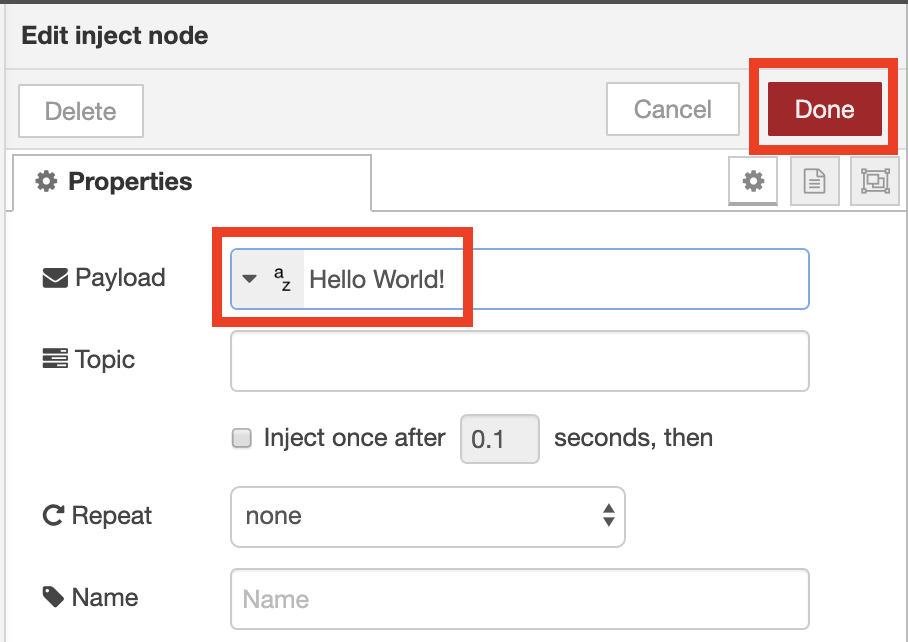 Edit inject node
Delete Cancel Done
Properties
Payload az Hello World!
Topic
Inject once after 0.1 seconds, then
Repeat none
Name Name